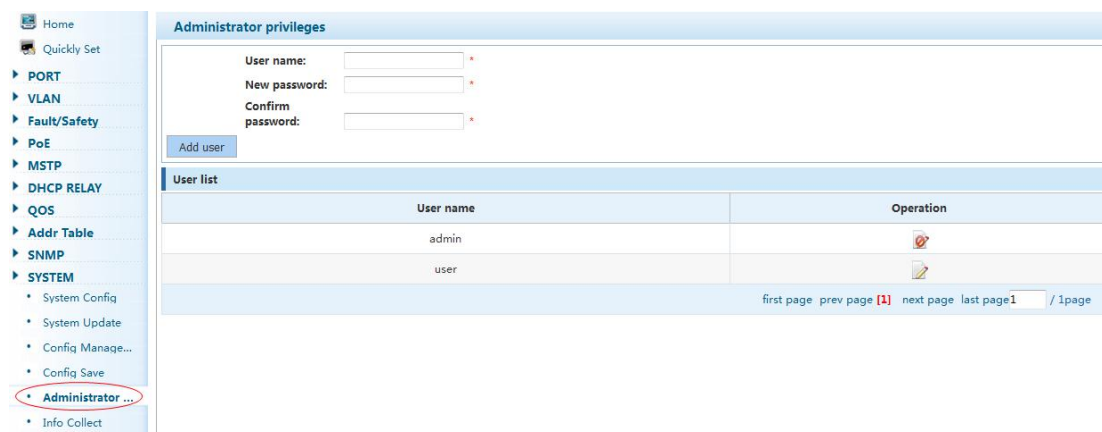 Home
Quickly Set
PORT
VLAN
Fault/Safety
PoE
MSTP
DHCP RELAY
QOS
Addr Table
SNMP
SYSTEM
System Config
System Update
Config Manage...
Config Save
Administrator ...
Info Collect
Administrator privileges
User name: *
New password: *
Confirm
password: *
Add user
User list
User name Operation
admin
user
first page prev page [1] next page last page 1 / 1page